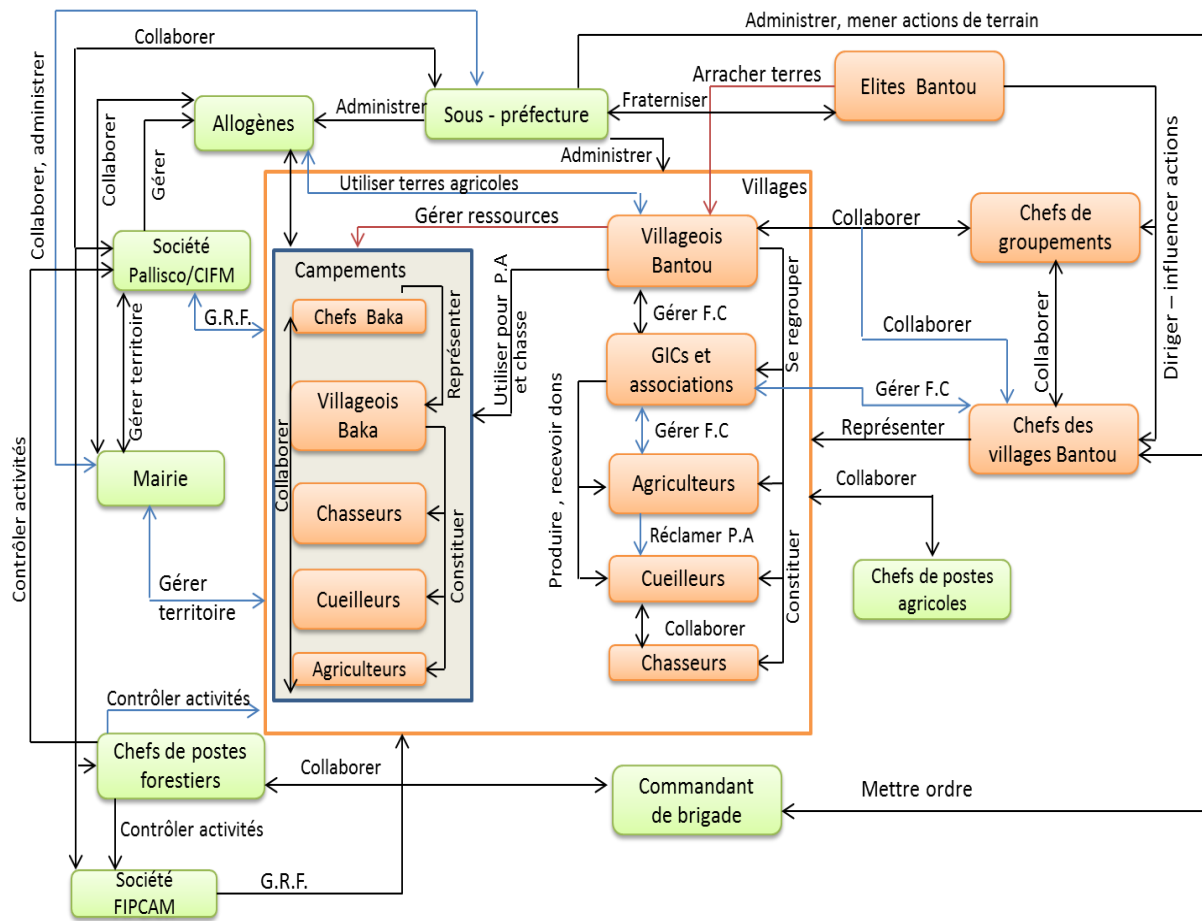 Administrer, mener actions de terrain
Collaborer
Arracher terres
Elites Bantou
Allogènes
Administrer
Sous - préfecture
Fraterniser
Administrer
Collaborer, administrer
Collaborer
Gérer
Utiliser terres agricoles
Villages
Gérer ressources
Villageois
Bantou
Collaborer
Chefs de
groupements
Société
Pallisco/CIFM
Campements
Chefs Baka
Représenter
Utiliser pour P.A
et chasse
Gérer F.C
Se regrouper
G.R.F.
Collaborer
Collaborer
Diriger – influencer actions
Gérer territoire
GICs et
associations
Gérer F.C
Villageois
Baka
Gérer F.C
Représenter
Chefs des
villages Bantou
Mairie
Collaborer
Agriculteurs
Collaborer
Chasseurs
Produire , recevoir dons
Réclamer P.A
Contrôler activités
Constituer
Constituer
Gérer
territoire
Cueilleurs
Cueilleurs
Chefs de postes
agricoles
Collaborer
Agriculteurs
Chasseurs
Contrôler activités
Chefs de postes
forestiers
Collaborer
Commandant
de brigade
Mettre ordre
Contrôler activités
Société
FIPCAM
G.R.F.